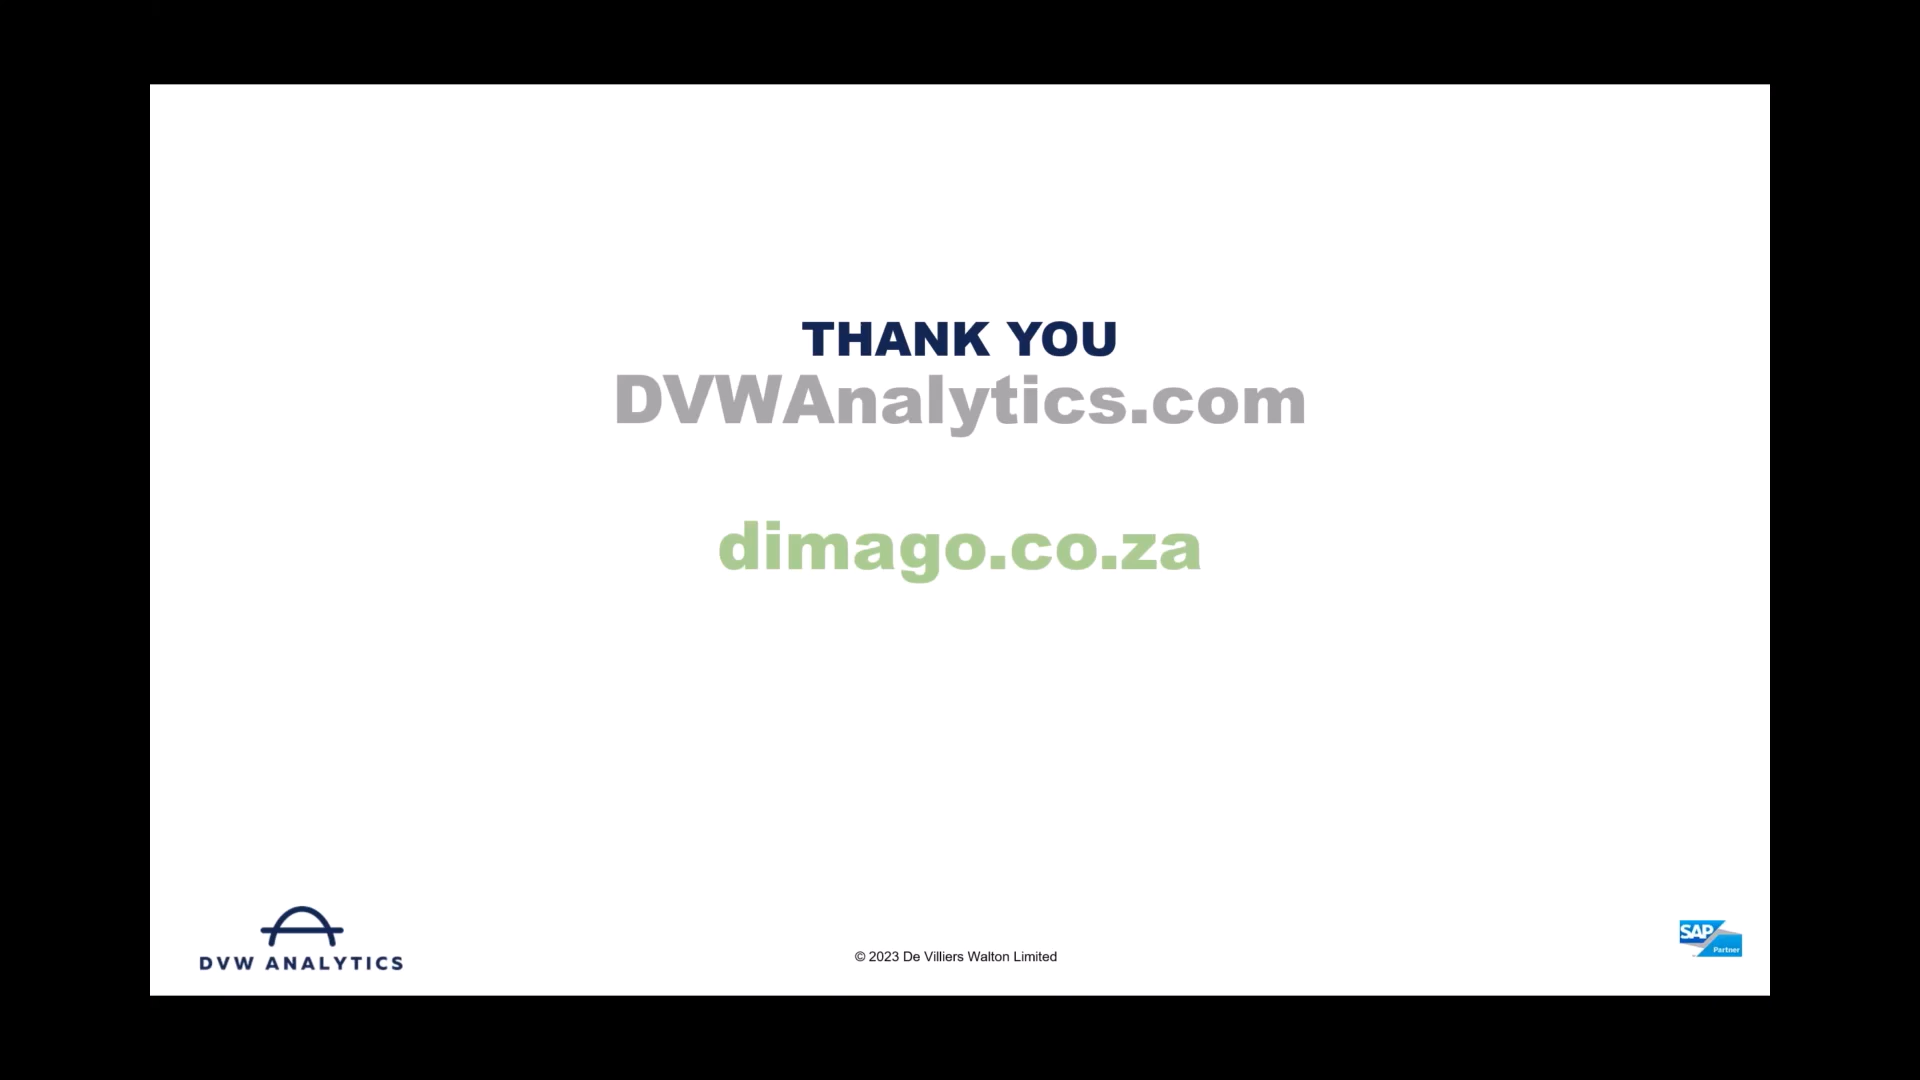 THANK YOU
DVWAnalytics.com
dimago.co.za
DVW ANALYTICS
© 2023 De Villiers Walton Limited
SAP
Partner